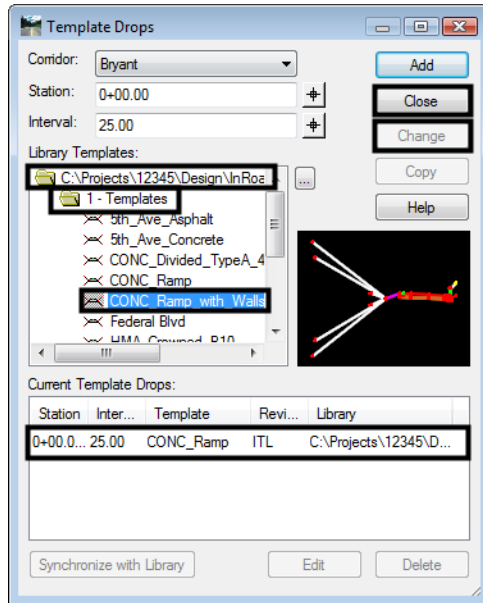 Template Drops
Corridor: Bryant Add
Station: 0+00.00 Close
Interval: 25.00 Change
Library Templates: Copy
C:\Projects\12345\Design\InRoa ... Help
1 - Templates
5th_Ave_Asphalt
5th_Ave_Concrete
CONC_Divided_TypeA_4
CONC_Ramp
CONC_Ramp_with_Walls
Federal Blvd
HMA_Crowned_B10
Current Template Drops:
Station Inter... Template Revi... Library
0+00.0... 25.00 CONC_Ramp ITL C:\Projects\12345\D...
Synchronize with Library Edit Delete